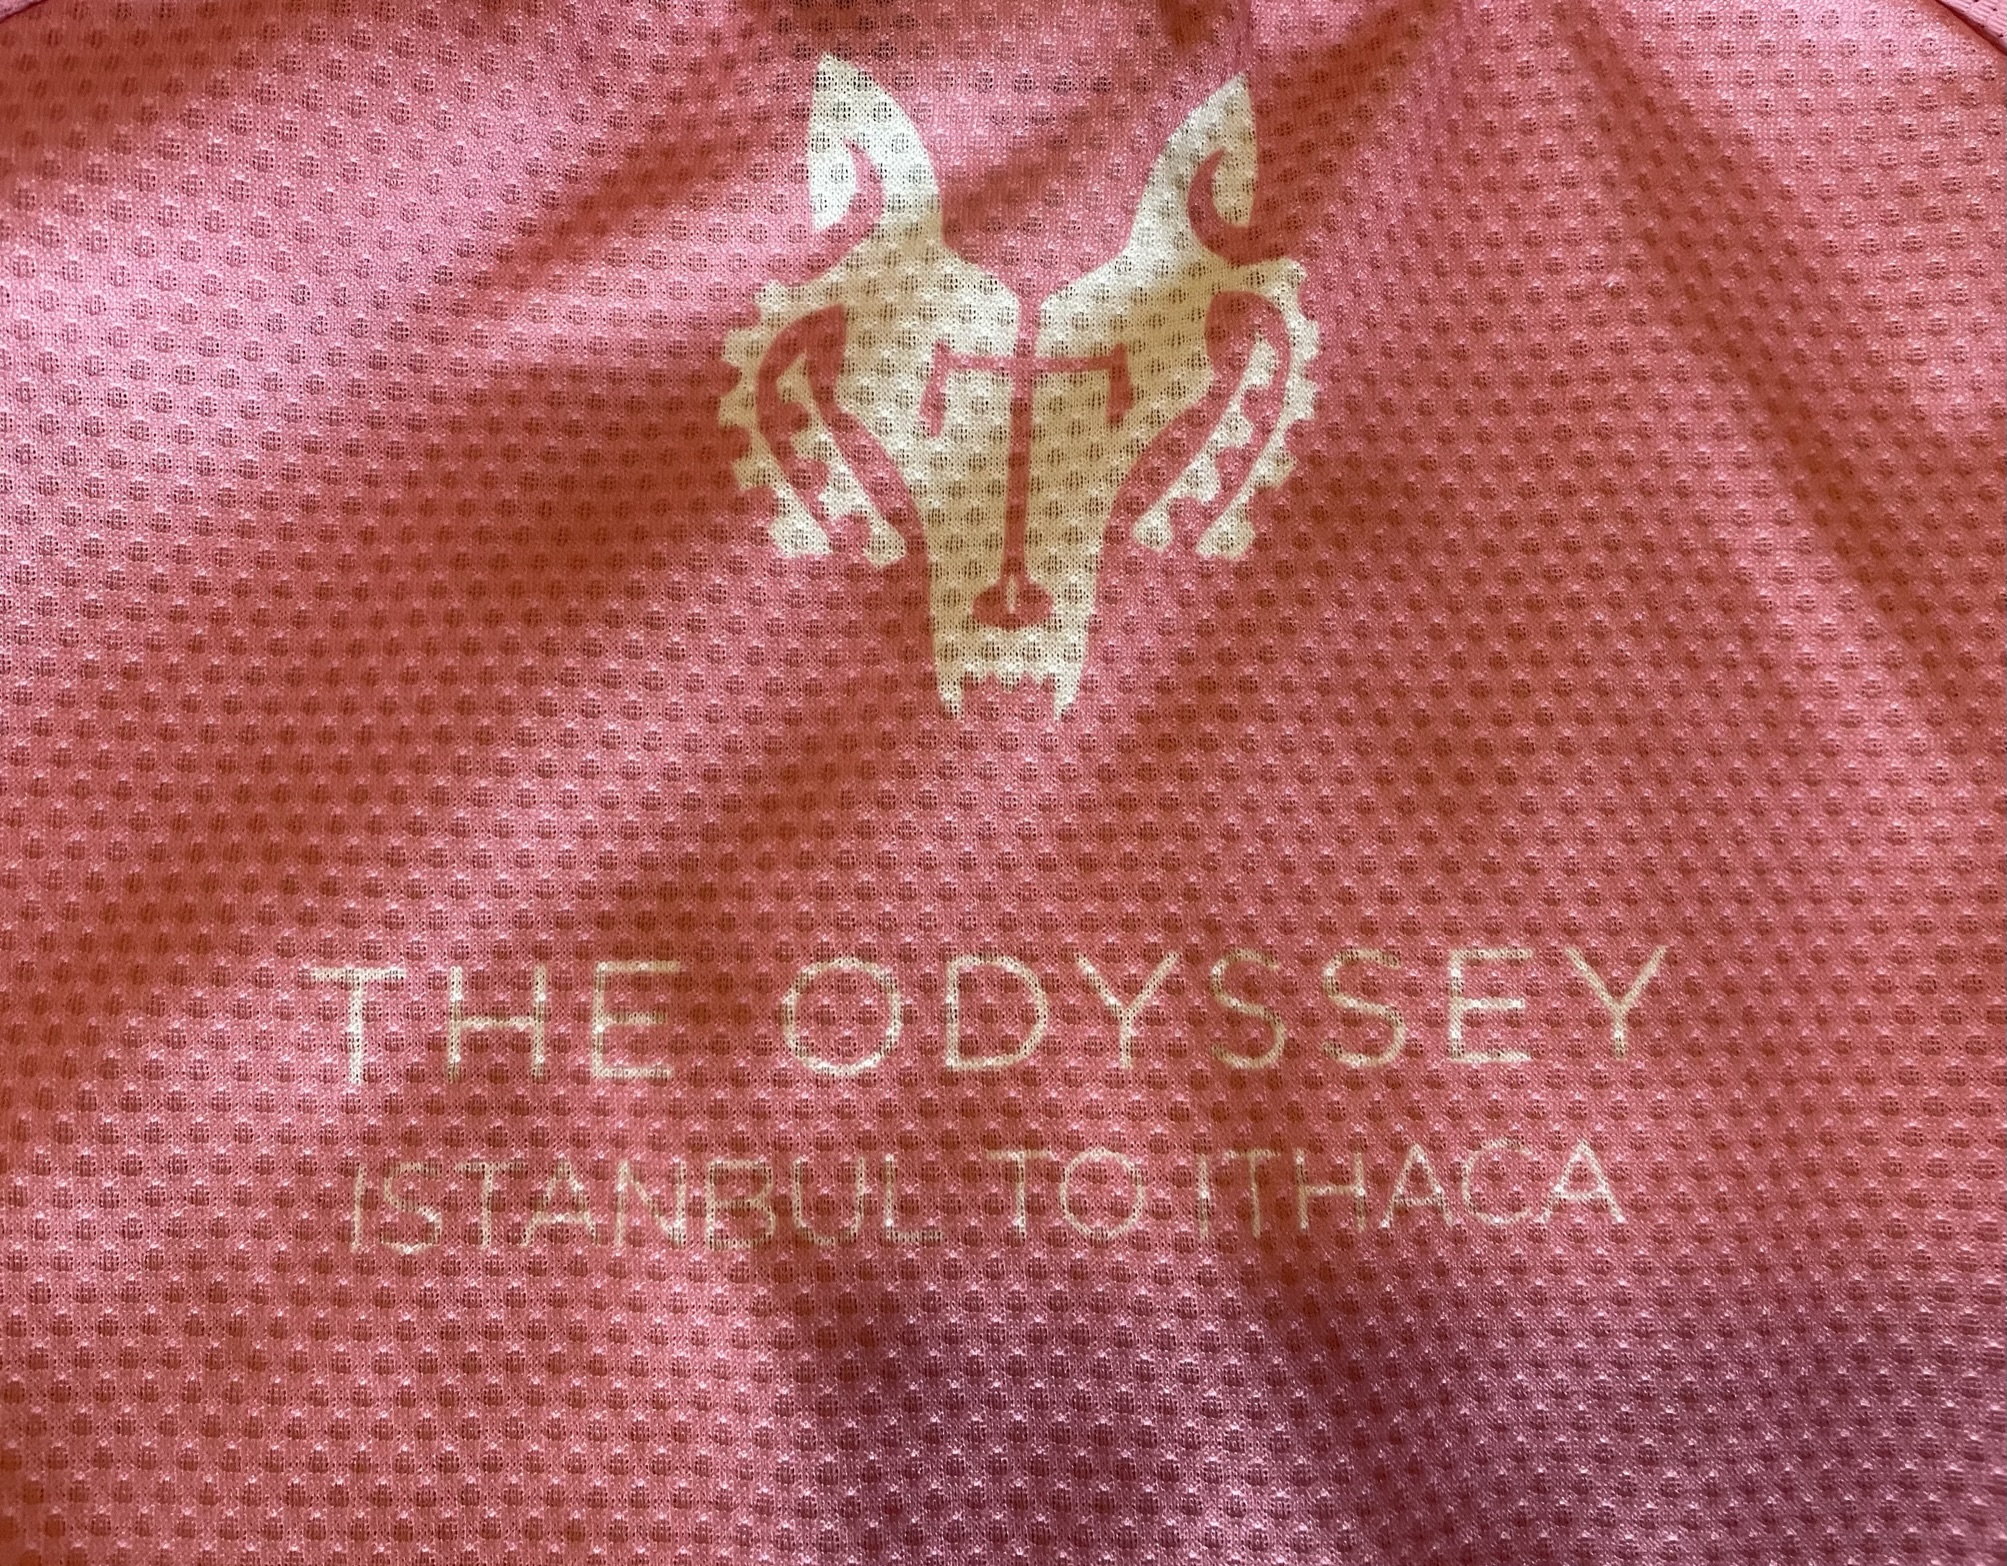 THE ODYSSEY
ISTANBUL TO ITHACA